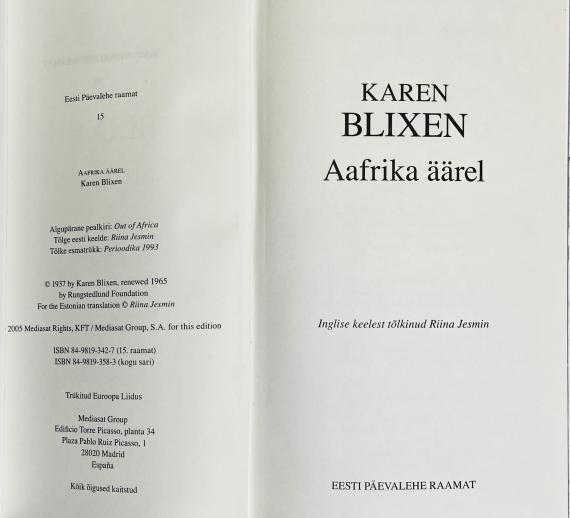 Eesti Päevalehe raamat
15
AAFRIKA ÄÄREL
Karen Blixen
Algupärane pealkiri: Out of Africa
Tõlge eesti keelde: Riina Jesmin
Tõlke esmatrükk: Perioodika 1993
© 1937 by Karen Blixen, renewed 1965
by Rungstedlund Foundation
For the Estonian translation © Riina Jesmin
2005 Mediasat Rights, KFT / Mediasat Group, S.A. for this edition
ISBN 84-9819-342-7 (15. raamat)
ISBN 84-9819-358-3 (kogu sari)
Trükitud Euroopa Liidus
Mediasat Group
Edificio Torre Picasso, planta 34
Plaza Pablo Ruiz Picasso, 1
28020 Madrid
España
Kõik õigused kaitstud
KAREN
BLIXEN
Aafrika äärel
Inglise keelest tõlkinud Riina Jesmin
EESTI PÄEVALEHE RAAMAT